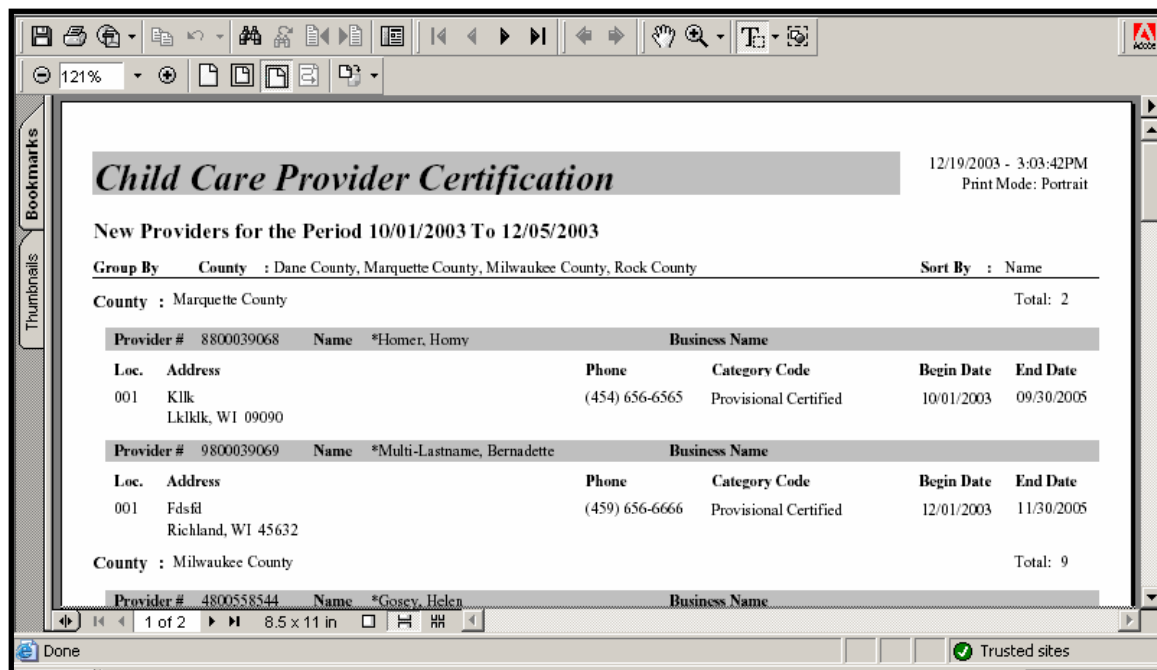 Adobe
121%
Bookmarks
Thumbnails
Child Care Provider Certification
12/19/2003 - 3:03:42PM
Print Mode: Portrait
New Providers for the Period 10/01/2003 To 12/05/2003
Group By County : Dane County, Marquette County, Milwaukee County, Rock County Sort By : Name
County : Marquette County Total: 2
Provider # 8800039068 Name *Homer, Homy Business Name
Loc. Address Phone Category Code Begin Date End Date
001 Kllk (454) 656-6565 Provisional Certified 10/01/2003 09/30/2005
Lklklk, WI 09090
Provider # 9800039069 Name *Multi-Lastname, Bernadette Business Name
Loc. Address Phone Category Code Begin Date End Date
001 Fdsfd (459) 656-6666 Provisional Certified 12/01/2003 11/30/2005
Richland, WI 45632
County : Milwaukee County Total: 9
Provider # 4800558544 Name *Gosey, Helen Business Name
1 of 2 8.5 x 11 in
Done Trusted sites